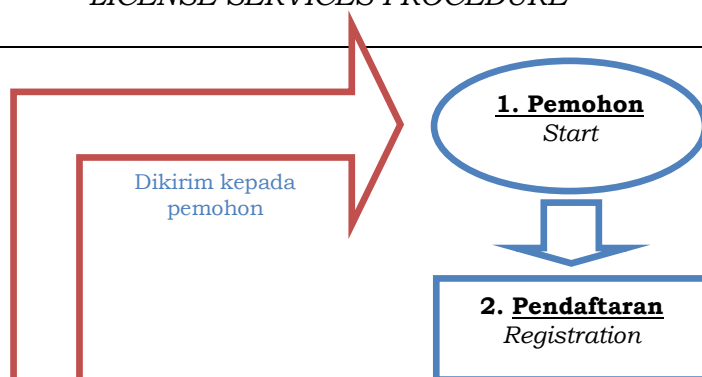 LICENSE SERVICES PROCEDURE
1. Pemohon
Start
Dikirim kepada
pemohon
2. Pendaftaran
Registration